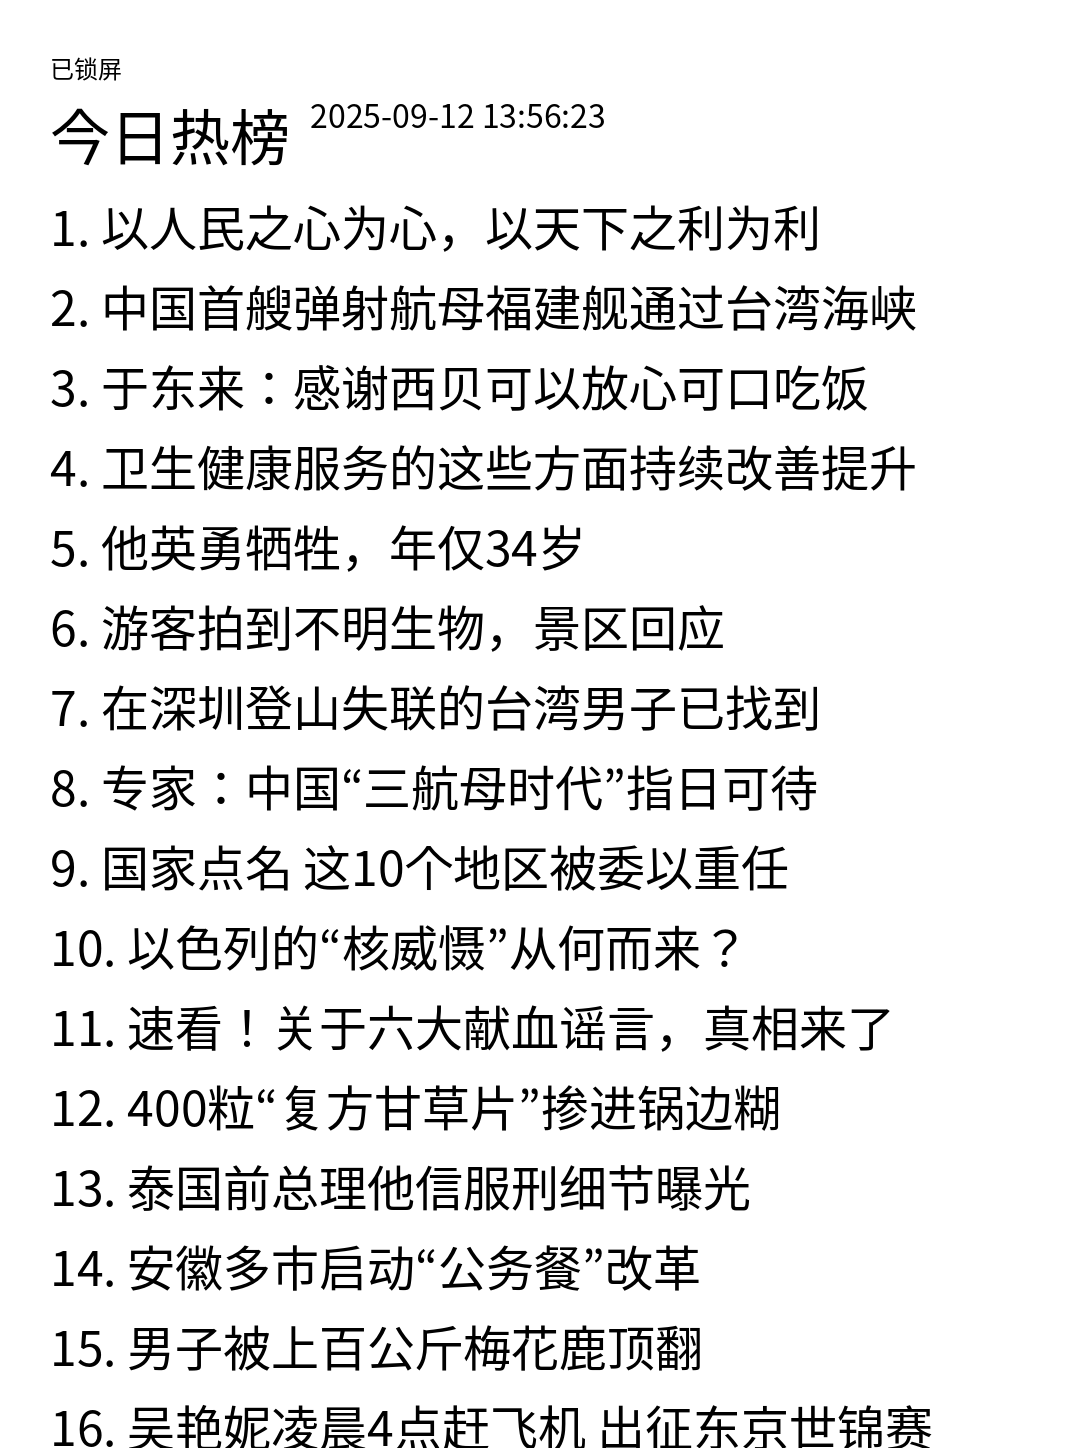 已锁屏
今日热榜 2025-09-12 13:56:23
1. 以人民之心为心，以天下之利为利
2. 中国首艘弹射航母福建舰通过台湾海峡
3. 于东来：感谢西贝可以放心可口吃饭
4. 卫生健康服务的这些方面持续改善提升
5. 他英勇牺牲，年仅34岁
6. 游客拍到不明生物，景区回应
7. 在深圳登山失联的台湾男子已找到
8. 专家：中国“三航母时代”指日可待
9. 国家点名 这10个地区被委以重任
10. 以色列的“核威慑”从何而来？
11. 速看！关于六大献血谣言，真相来了
12. 400粒“复方甘草片”掺进锅边糊
13. 泰国前总理他信服刑细节曝光
14. 安徽多市启动“公务餐”改革
15. 男子被上百公斤梅花鹿顶翻
16. 吴艳妮凌晨4点赶飞机 出征东京世锦赛